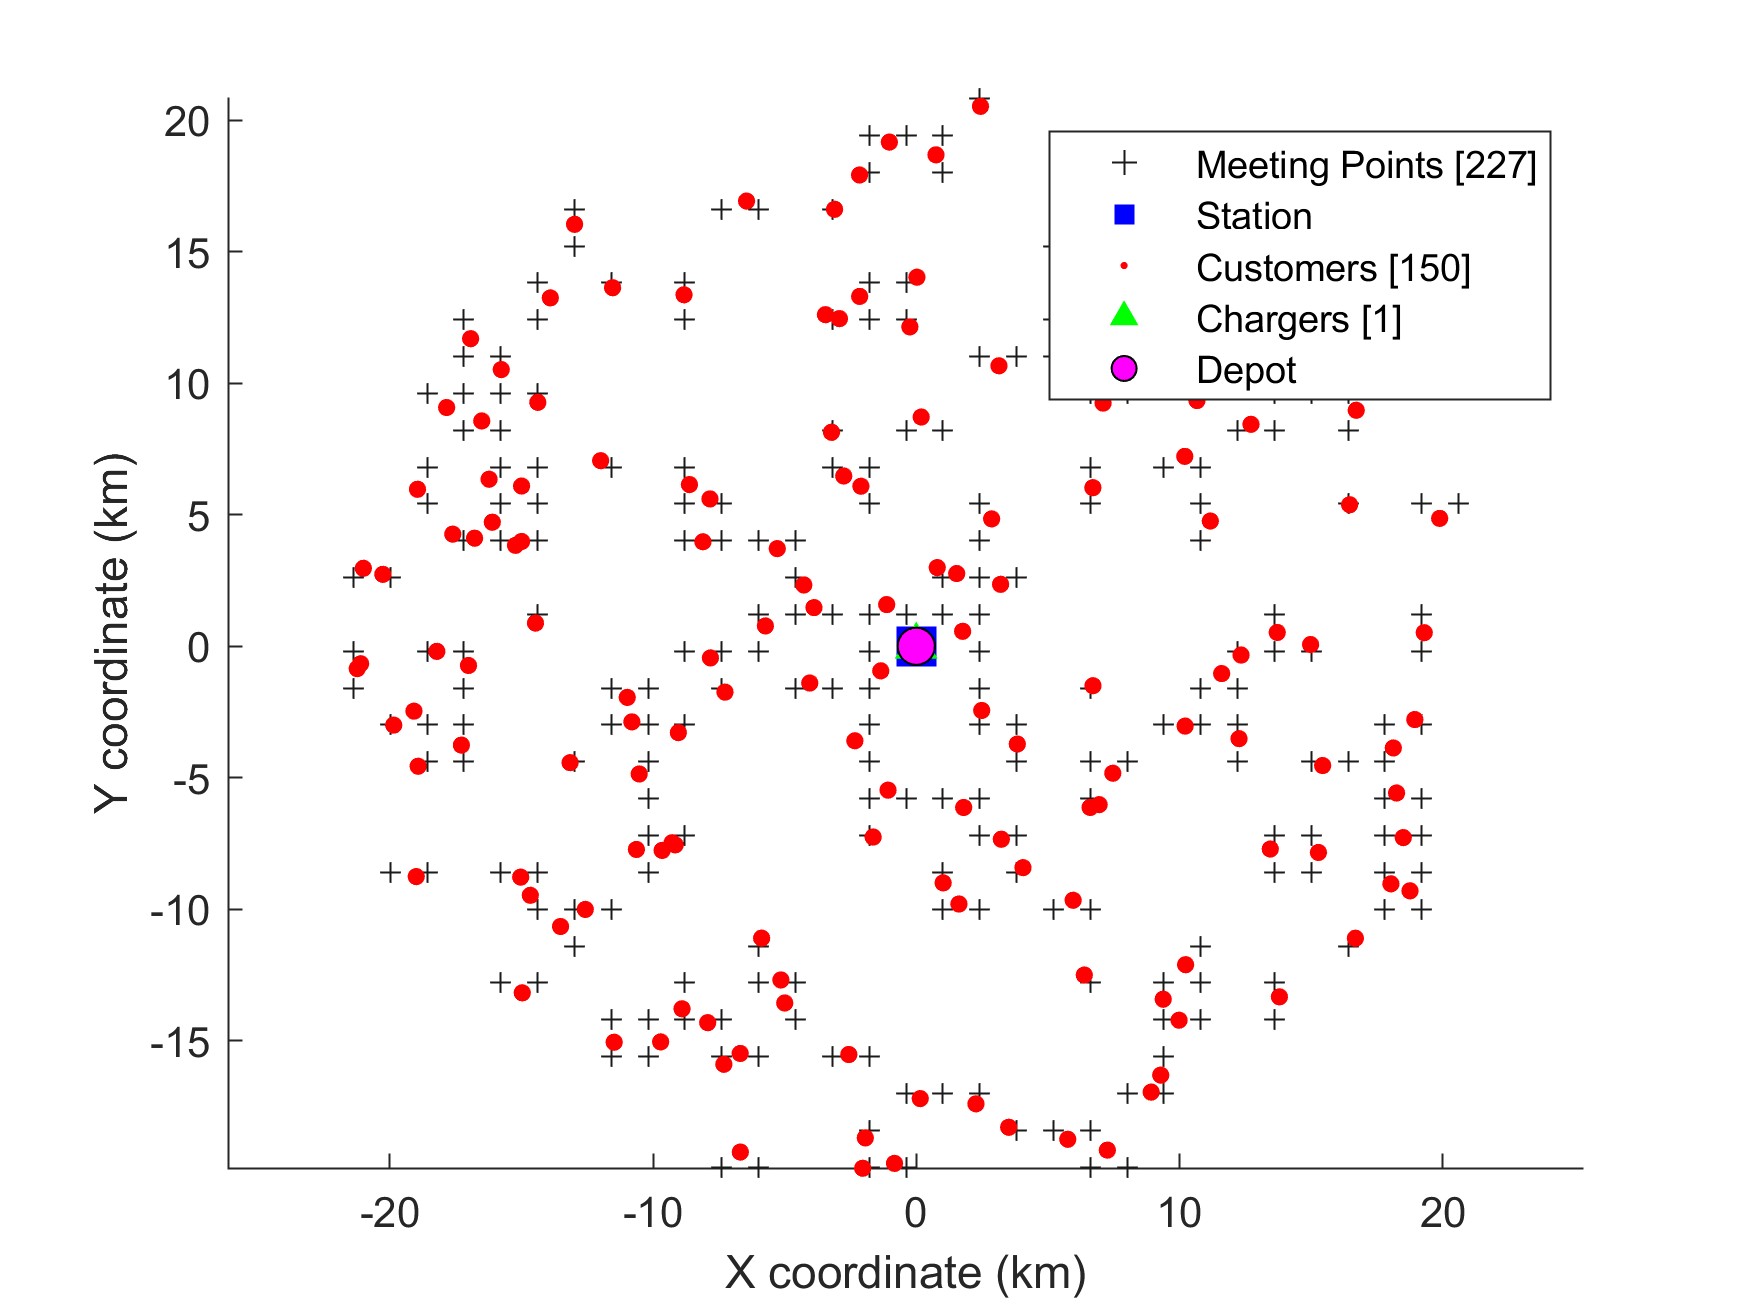 20
15
10
5
0
-5
-10
-15
-20
-10
0
10
20
X coordinate (km)
Y coordinate (km)
Meeting Points [227]
Station
Customers [150]
Chargers [1]
Depot